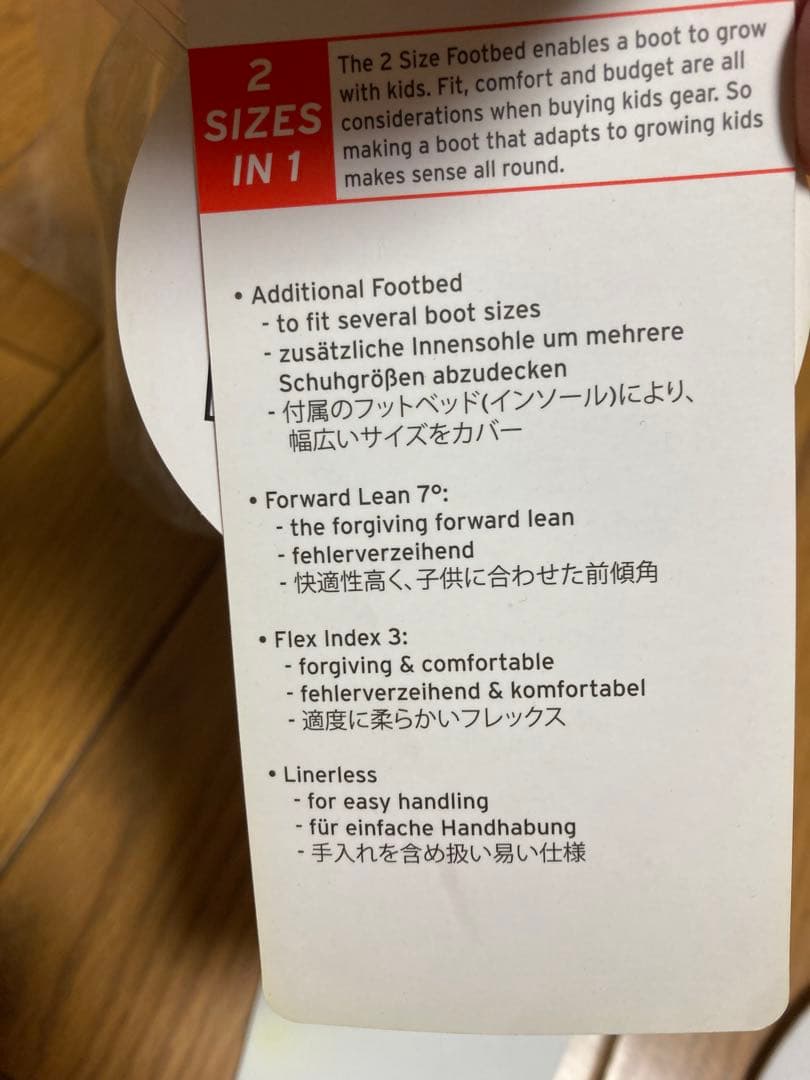 2
SIZES
IN 1
The 2 Size Footbed enables a boot to grow
with kids. Fit, comfort and budget are all
considerations when buying kids gear. So
making a boot that adapts to growing kids
makes sense all round.
• Additional Footbed
- to fit several boot sizes
- zusätzliche Innensohle um mehrere
Schuhgrößen abzudecken
- 付属のフットベッド(インソール)により、
幅広いサイズをカバー
• Forward Lean 7°:
- the forgiving forward lean
- fehlerverzeihend
- 快適性高く、子供に合わせた前傾角
• Flex Index 3:
- forgiving & comfortable
- fehlerverzeihend & komfortabel
- 適度に柔らかいフレックス
• Linerless
- for easy handling
- für einfache Handhabung
- 手入れを含め扱い易い仕様